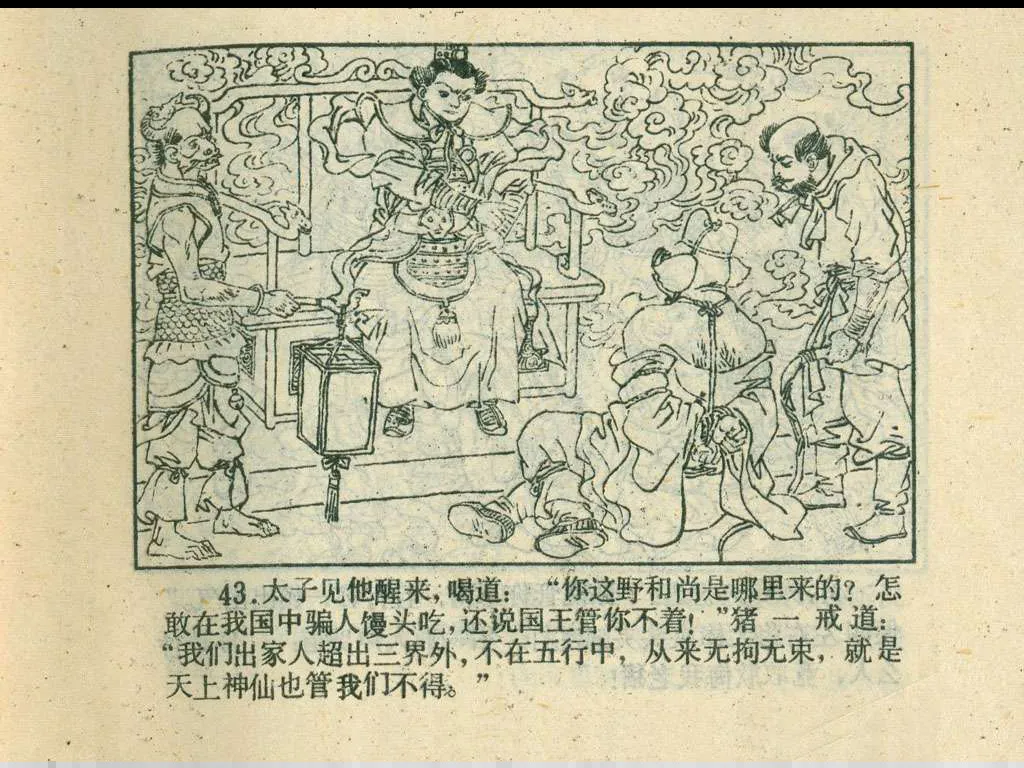 43.太子见他醒来,喝道:“你这野和尚是哪里来的?怎
敢在我国中骗人馒头吃,还说国王管你不着!”猪一戒道:
“我们出家人超出三界外,不在五行中,从来无拘无束,就是
天上神仙也管我们不得。”